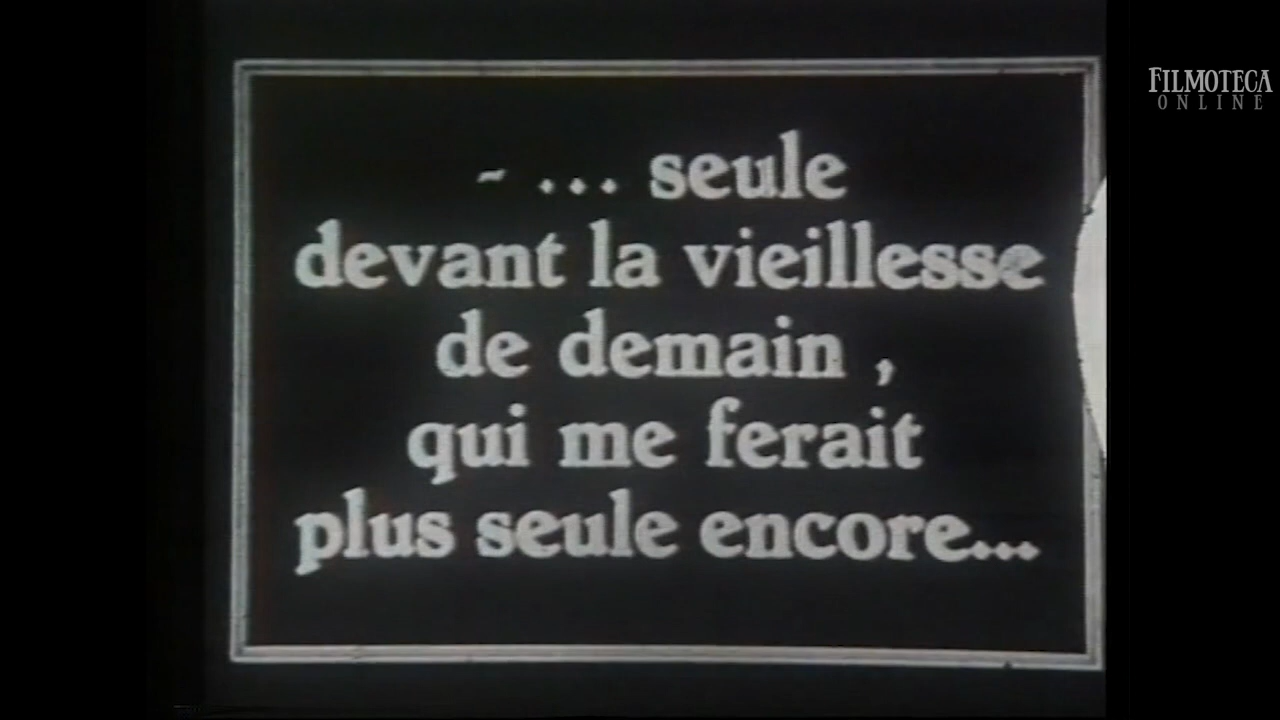 - ... seule
devant la vieillesse
de demain ,
qui me ferait
plus seule encore...
FILMOTECA
ONLINE